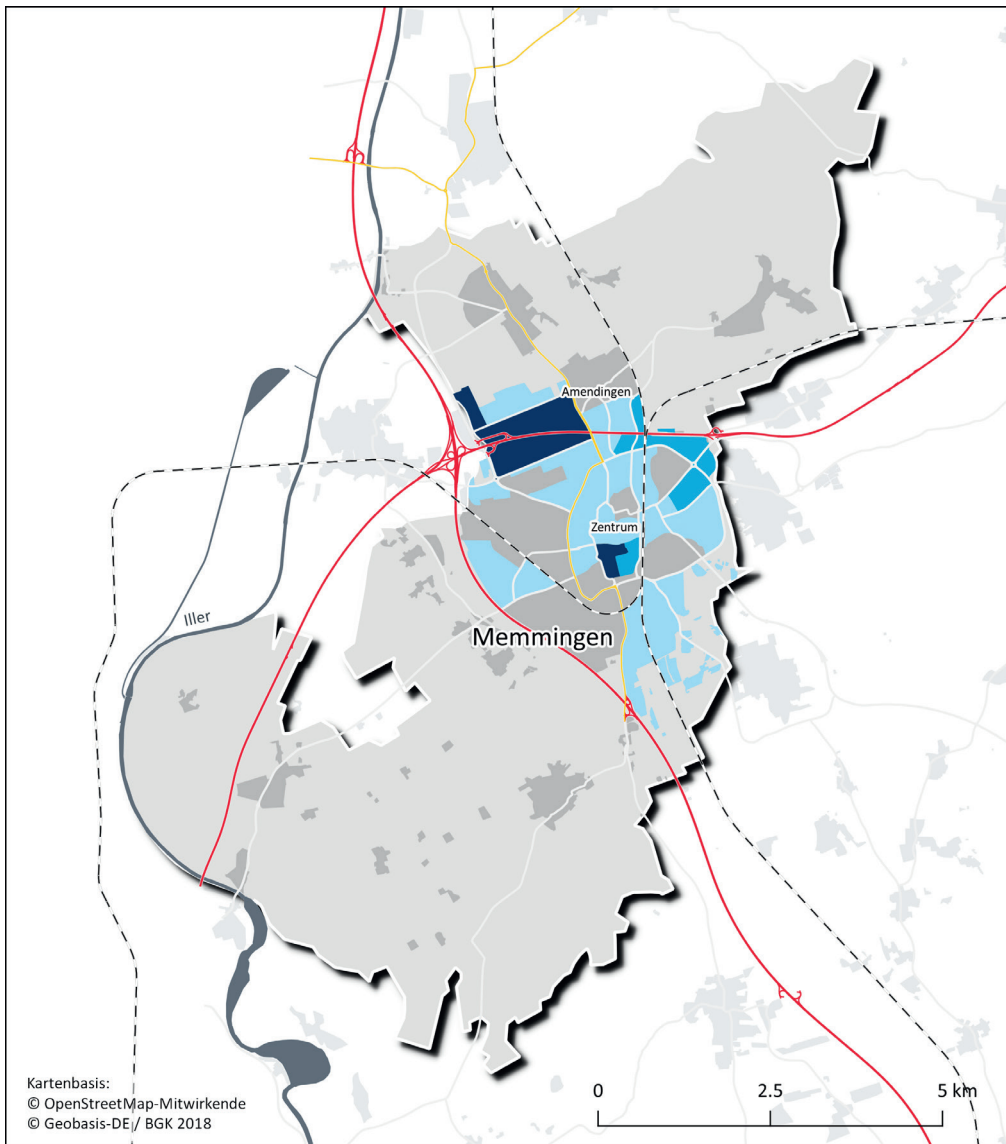 Amendingen
Zentrum
Iller
Memmingen
Kartenbasis:
© OpenStreetMap-Mitwirkende
© Geobasis-DE / BGK 2018
0 2.5 5 km